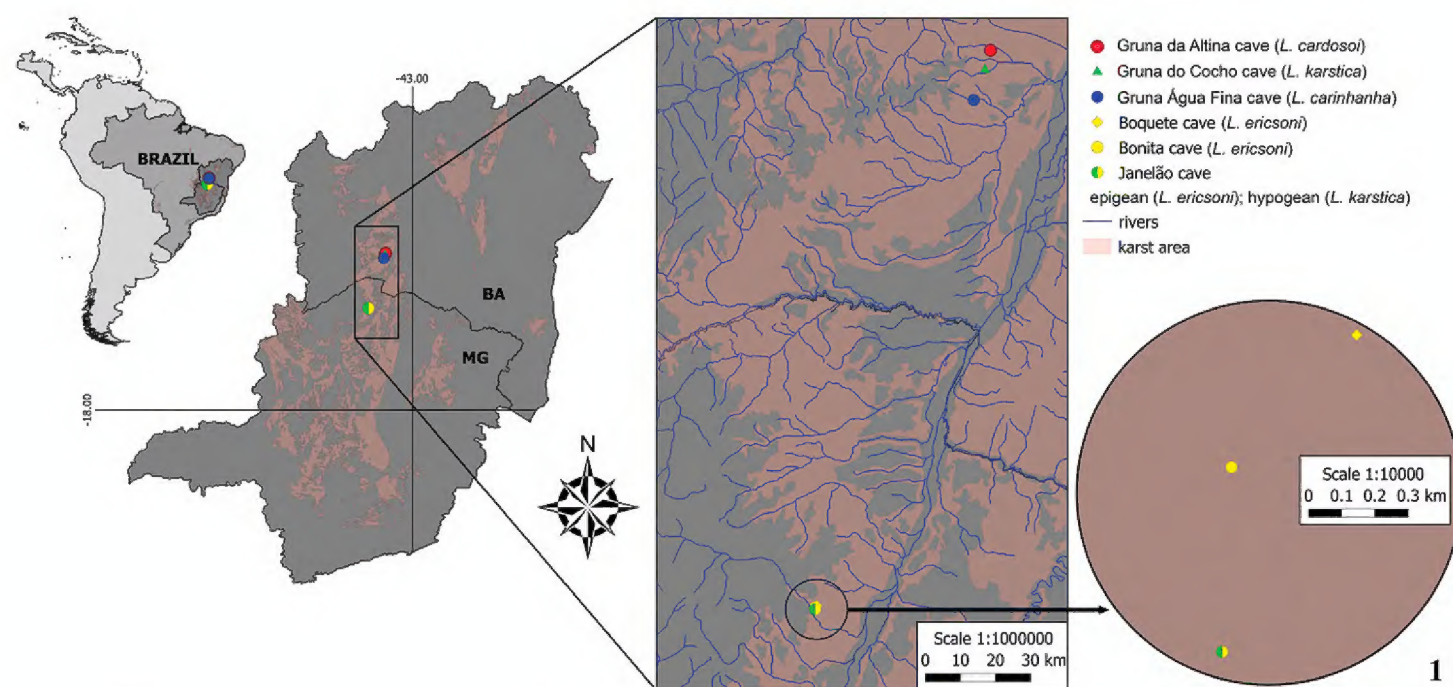 -43.00
BRAZIL
BA
MG
-18.00
N
Gruna da Altina cave (L. cardosoi)
Gruna do Cocho cave (L. karstica)
Gruna Água Fina cave (L. carinhanha)
Boquete cave (L. ericsoni)
Bonita cave (L. ericsoni)
Janelão cave
epigean (L. ericsoni); hypogean (L. karstica)
rivers
karst area
Scale 1:1000000
0 10 20 30 km
Scale 1:10000
0 0.1 0.2 0.3 km
1